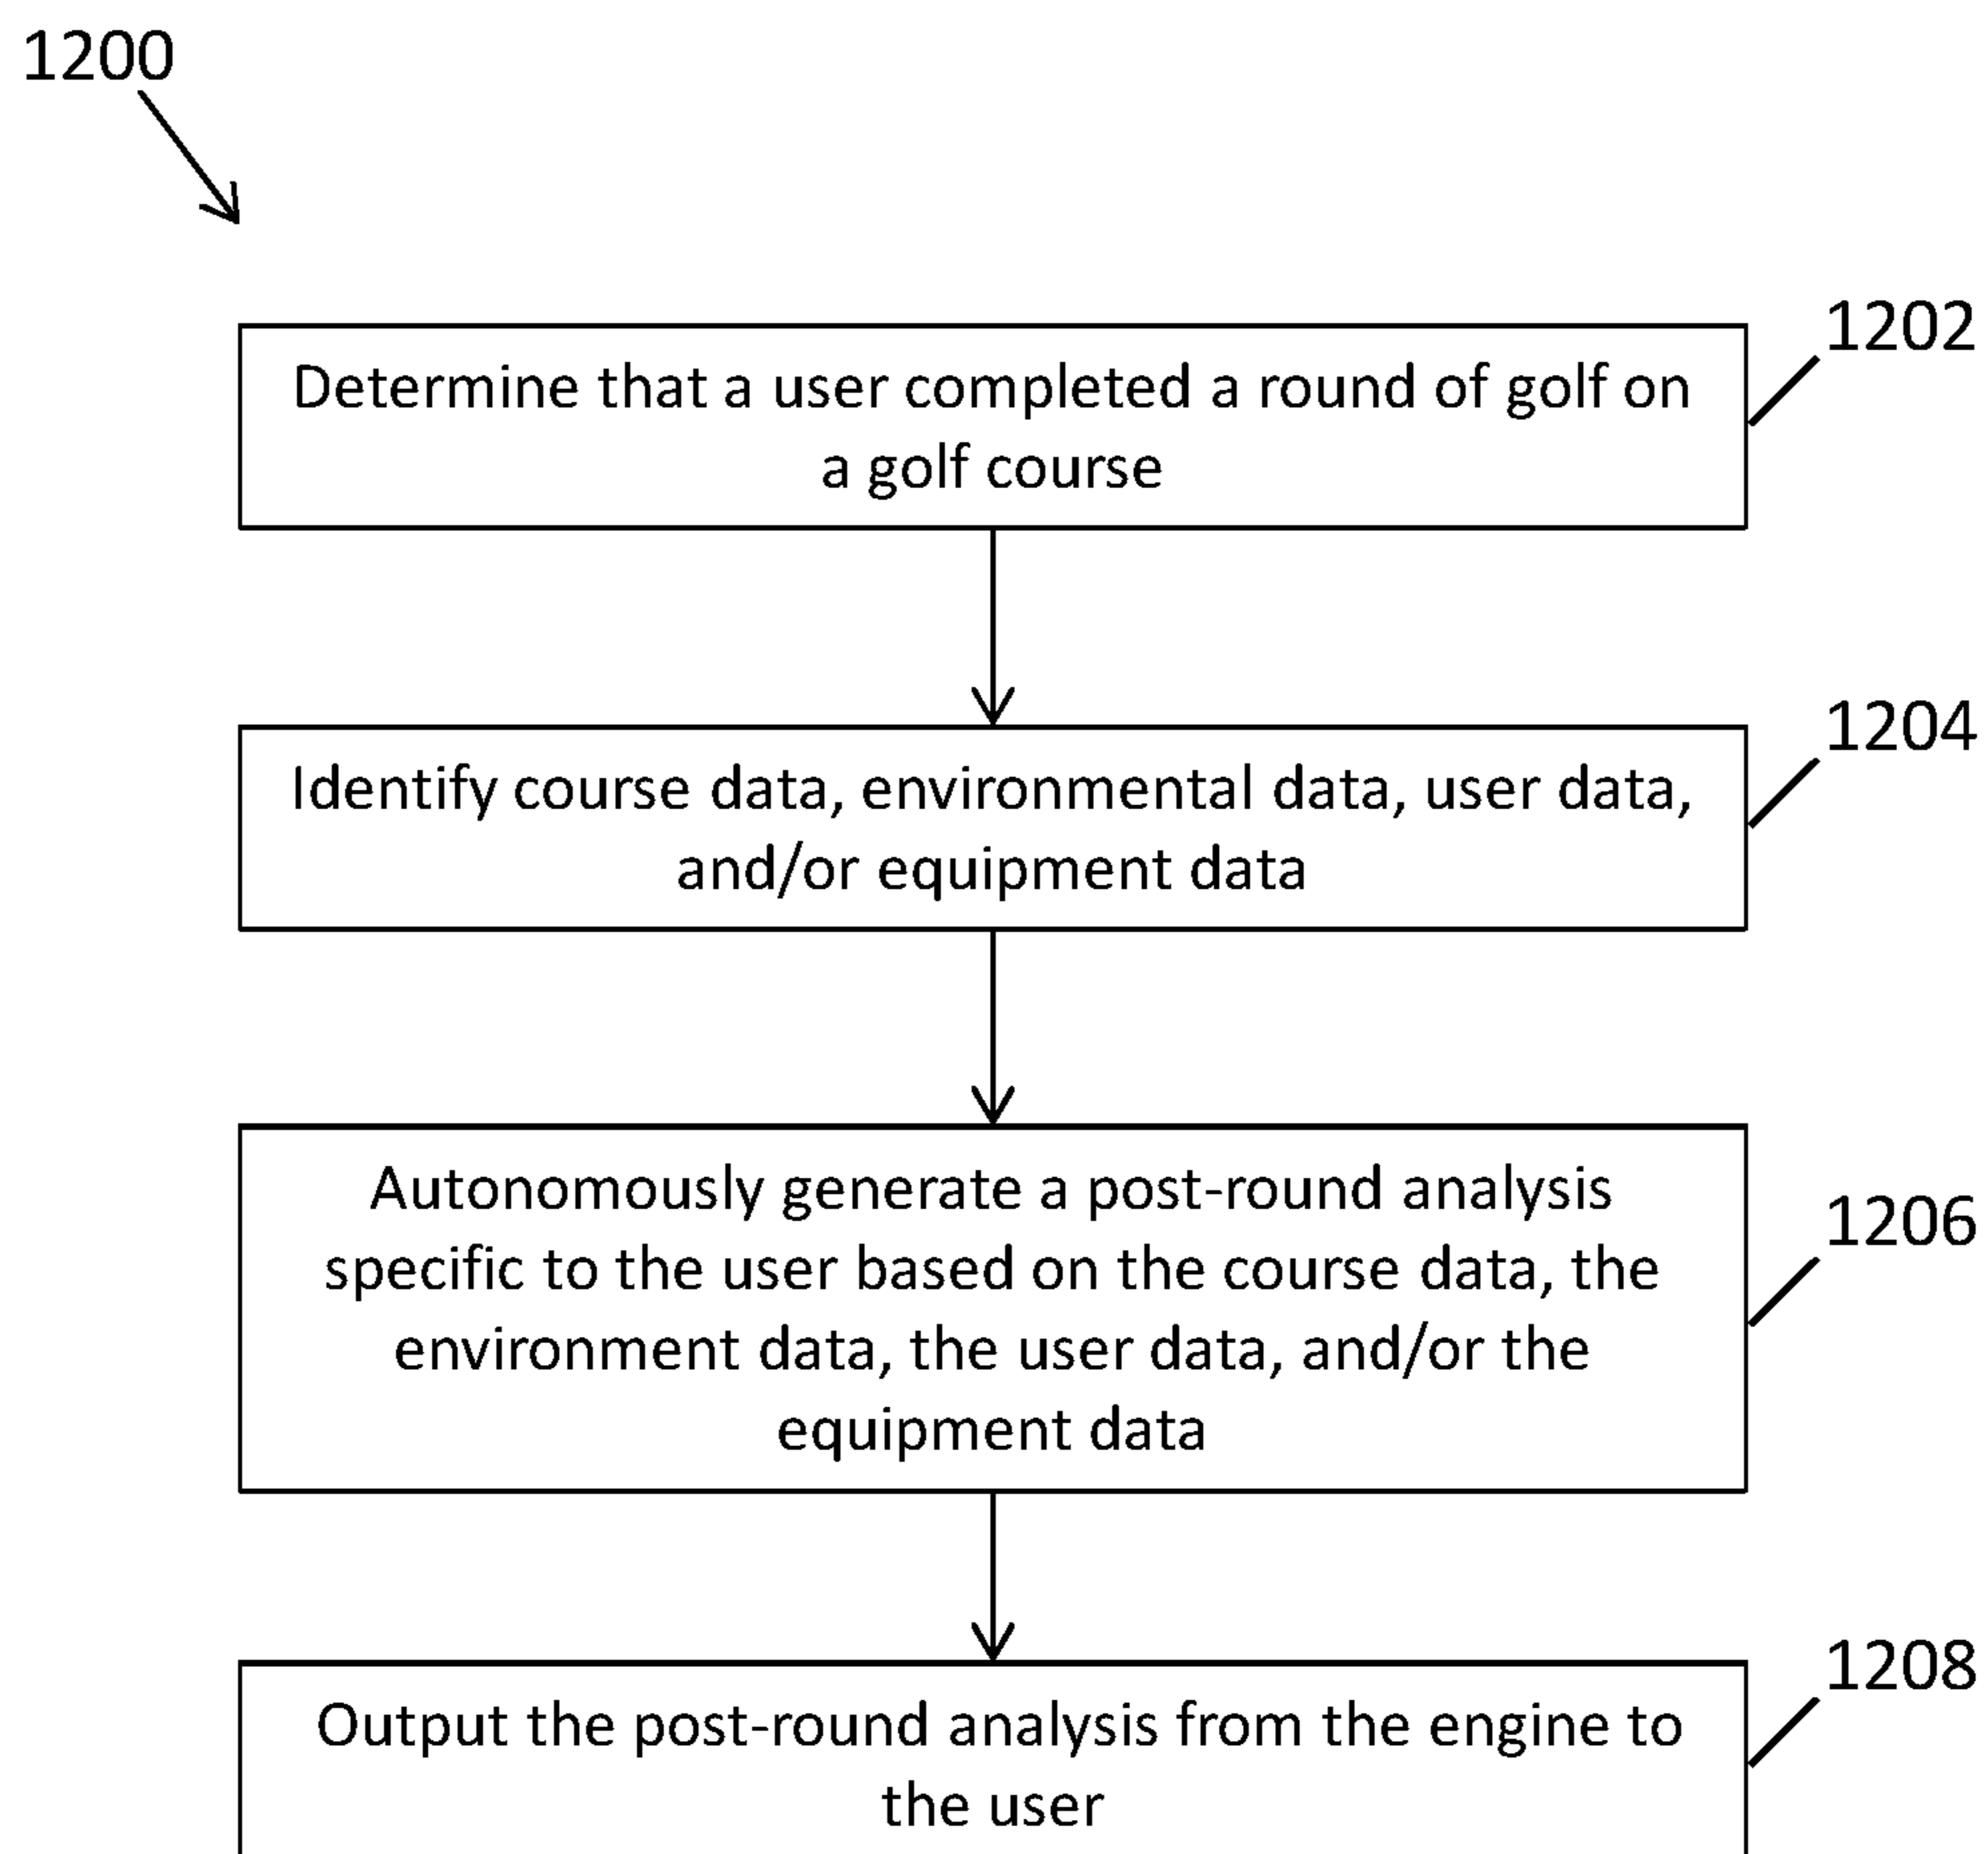 1200
1202
Determine that a user completed a round of golf on
a golf course
1204
Identify course data, environmental data, user data,
and/or equipment data
1206
Autonomously generate a post-round analysis
specific to the user based on the course data, the
environment data, the user data, and/or the
equipment data
1208
Output the post-round analysis from the engine to
the user